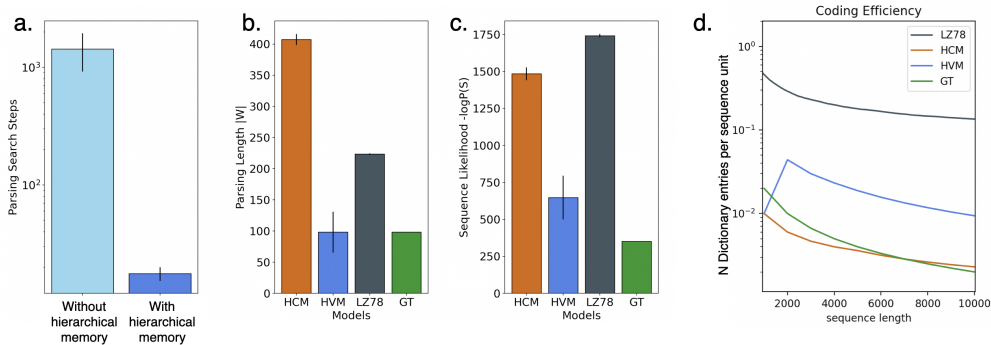 a.
Parsing Search Steps
10³
10²
Without
hierarchical
memory
With
hierarchical
memory
b.
Parsing Length |W|
400
350
300
250
200
150
100
50
0
HCM
HVM
LZ78
GT
Models
c.
Sequence Likelihood -logP(S)
1750
1500
1250
1000
750
500
250
0
HCM
HVM
LZ78
GT
Models
d.
Coding Efficiency
N Dictionary entries per sequence unit
10⁰
10⁻¹
10⁻²
LZ78
HCM
HVM
GT
2000
4000
6000
8000
10000
sequence length